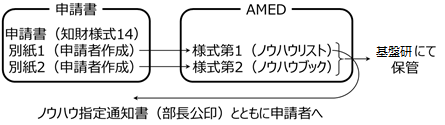 申請書
AMED
申請書（知財様式14）
別紙1（申請者作成）
様式第1（ノウハウリスト）
別紙2（申請者作成）
様式第2（ノウハウブック）
基盤研にて
保管
ノウハウ指定通知書（部長公印）とともに申請者へ